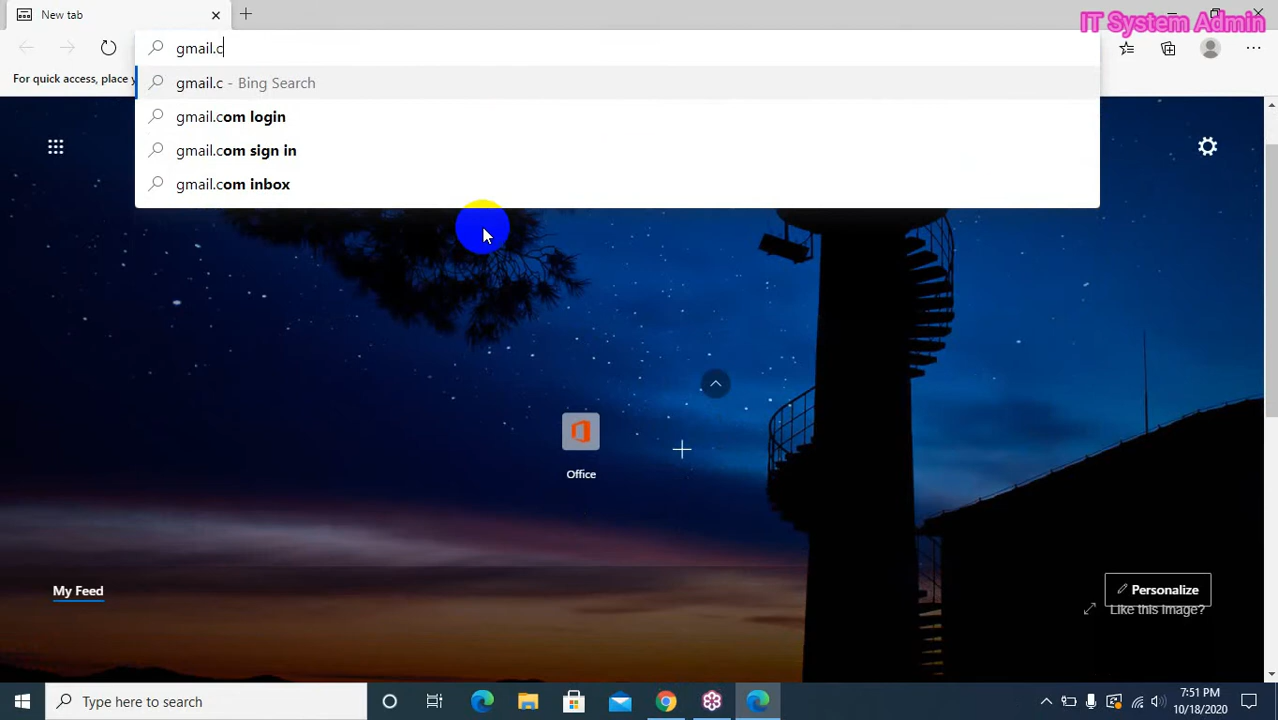 New tab
IT System Admin
gmail.c
For quick access, place y
gmail.c - Bing Search
gmail.com login
gmail.com sign in
gmail.com inbox
Office
My Feed
Personalize
Like this image?
Type here to search
7:51 PM
10/18/2020